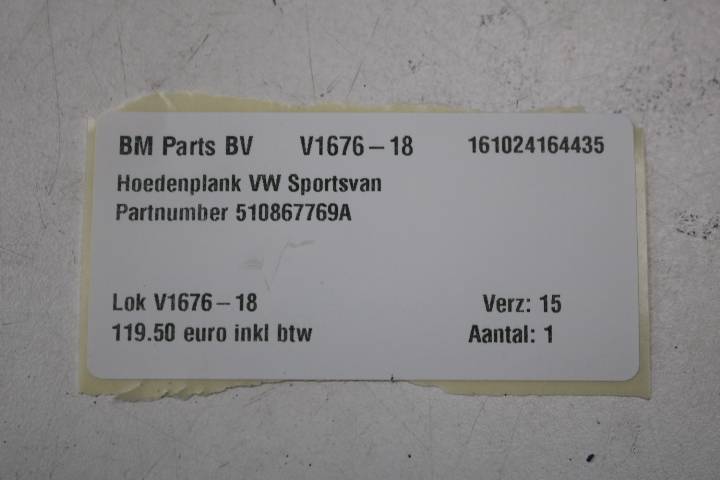 BM Parts BV V1676-18 161024164435
Hoedenplank VW Sportsvan
Partnumber 510867769A
Lok V1676-18 Verz: 15
119.50 euro inkl btw Aantal: 1